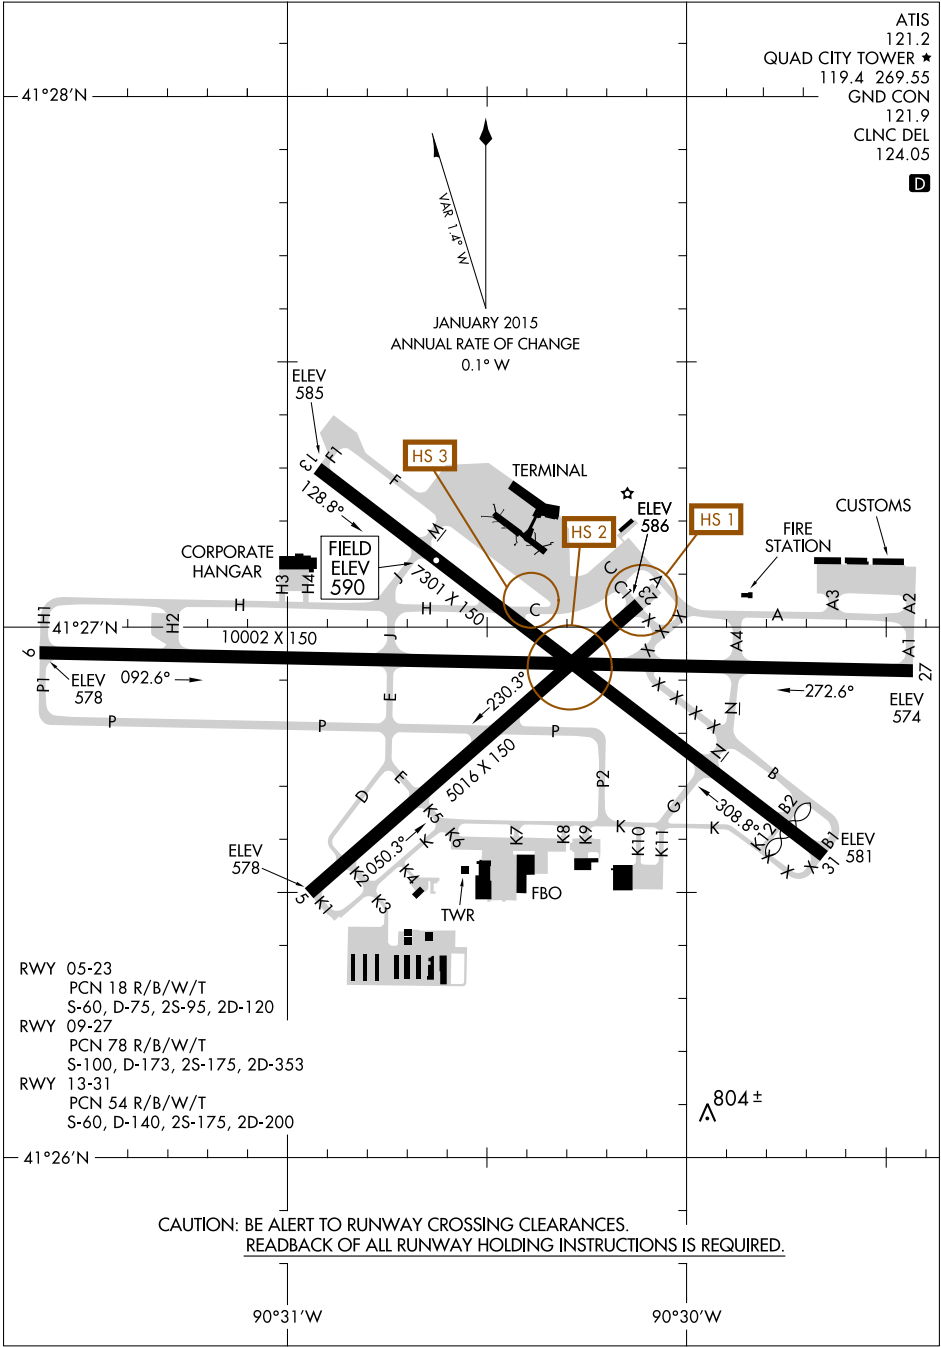 ATIS
121.2
QUAD CITY TOWER ★
119.4 269.55
GND CON
121.9
CLNC DEL
124.05
D
41°28'N
VAR 1.4° W
JANUARY 2015
ANNUAL RATE OF CHANGE
0.1° W
ELEV
585
HS 3
TERMINAL
HS 2
ELEV
586
HS 1
FIRE
STATION
CUSTOMS
13
F1
F
128.8°
M
CORPORATE
HANGAR
FIELD
ELEV
590
7301 X 150
J
H3
H4
C
A
C1
23
H1
H
H
C
X
X
X
X
A
A3
A2
H2
41°27'N
10002 X 150
J
A4
A1
9
ELEV
578
092.6°
P1
230.3°
272.6°
27
ELEV
574
E
X
X
X
X
N
N
P
P
P
5016 X 150
E
D
P2
B
G
308.8°
B2
K5
K
K6
K7
K8
K9
K
K10
K11
K
K12
X
X
B1
31
ELEV
581
ELEV
578
050.3°
K2
K4
K3
K1
5
TWR
FBO
RWY 05-23
PCN 18 R/B/W/T
S-60, D-75, 2S-95, 2D-120
RWY 09-27
PCN 78 R/B/W/T
S-100, D-173, 2S-175, 2D-353
RWY 13-31
PCN 54 R/B/W/T
S-60, D-140, 2S-175, 2D-200
804 ±
41°26'N
CAUTION: BE ALERT TO RUNWAY CROSSING CLEARANCES.
READBACK OF ALL RUNWAY HOLDING INSTRUCTIONS IS REQUIRED.
90°31'W
90°30'W